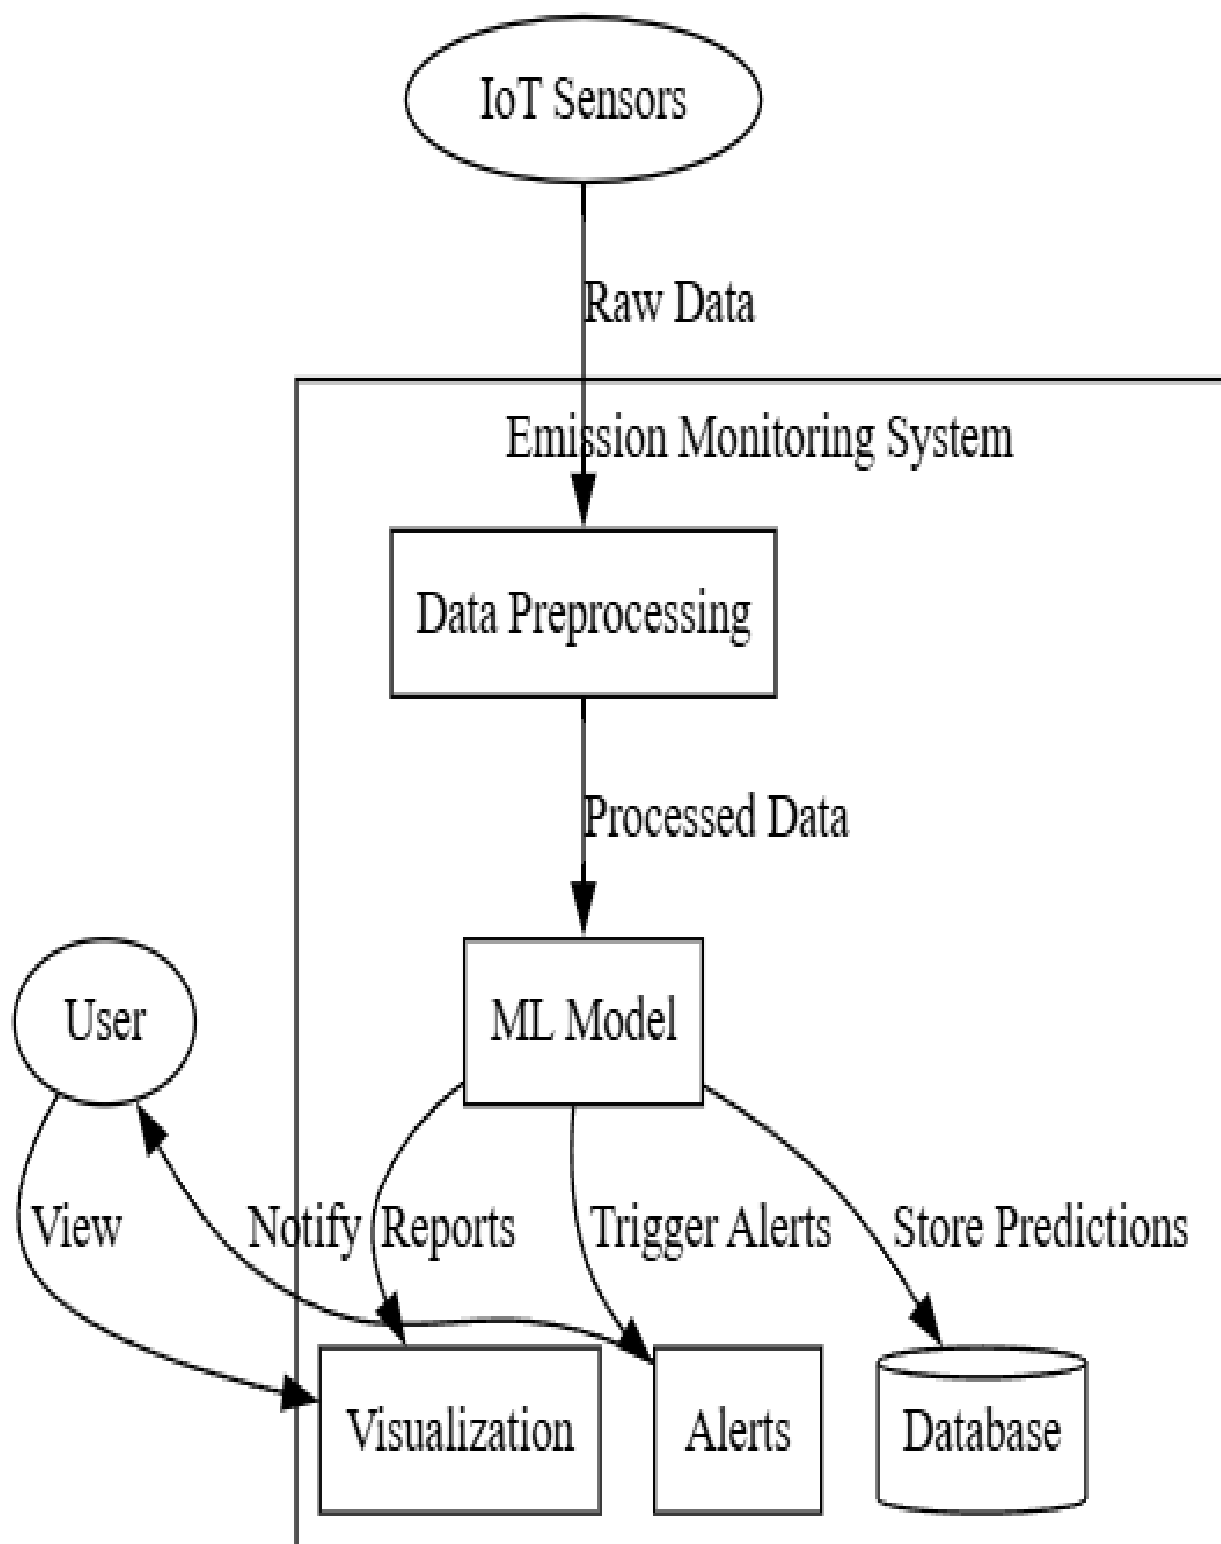 IoT Sensors
Raw Data
Emission Monitoring System
Data Preprocessing
Processed Data
User
ML Model
View
Notify
Reports
Trigger Alerts
Store Predictions
Visualization
Alerts
Database